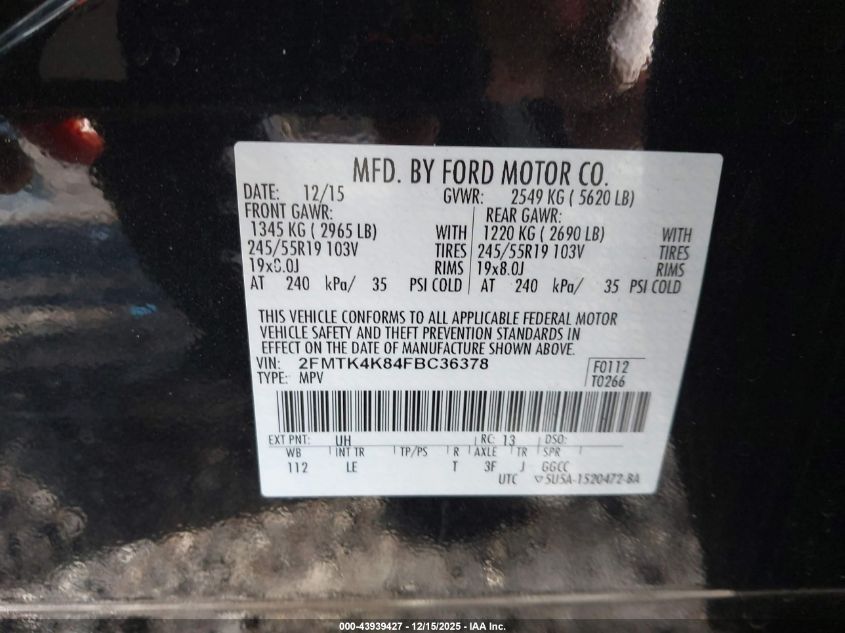 MFD. BY FORD MOTOR CO.
DATE: 12/15 GVWR: 2549 KG ( 5620 LB)
FRONT GAWR: REAR GAWR:
1345 KG ( 2965 LB) WITH 1220 KG ( 2690 LB) WITH
245/55R19 103V TIRES 245/55R19 103V TIRES
19x8.0J RIMS 19x8.0J RIMS
AT 240 kPa/ 35 PSI COLD AT 240 kPa/ 35 PSI COLD
THIS VEHICLE CONFORMS TO ALL APPLICABLE FEDERAL MOTOR
VEHICLE SAFETY AND THEFT PREVENTION STANDARDS IN
EFFECT ON THE DATE OF MANUFACTURE SHOWN ABOVE.
VIN: 2FMTK4K84FBC36378 F0112
TYPE: MPV T0266
EXT PNT: UH RC: 13 DSO:
WB INT TR TP/PS R AXLE TR SPR
112 LE T 3F J GGCC
UTC ▽5U5A-1520472-BA
000-43939427 - 12/15/2025 - IAA Inc.